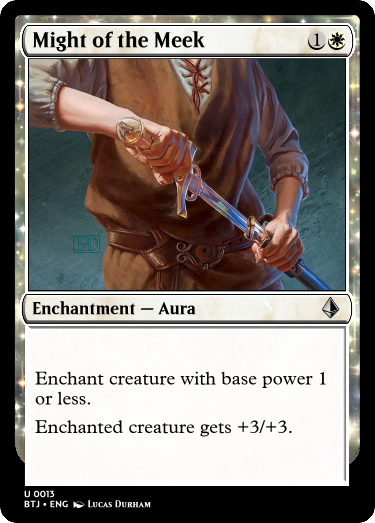 Might of the Meek
1
Enchantment — Aura
Enchant creature with base power 1
or less.
Enchanted creature gets +3/+3.
U 0013
BTJ • ENG Lucas Durham